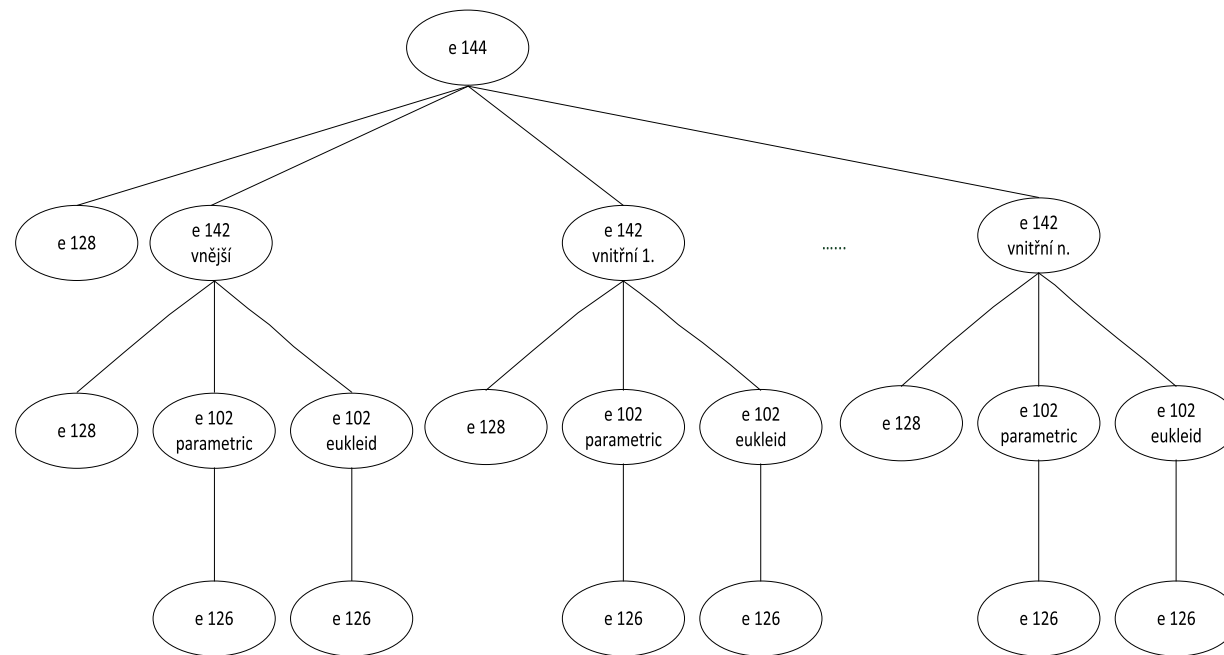 e 144
e 128
e 142
vnější
e 142
vnitřní 1.
......
e 142
vnitřní n.
e 128
e 102
parametric
e 102
eukleid
e 128
e 102
parametric
e 102
eukleid
e 128
e 102
parametric
e 102
eukleid
e 126
e 126
e 126
e 126
e 126
e 126